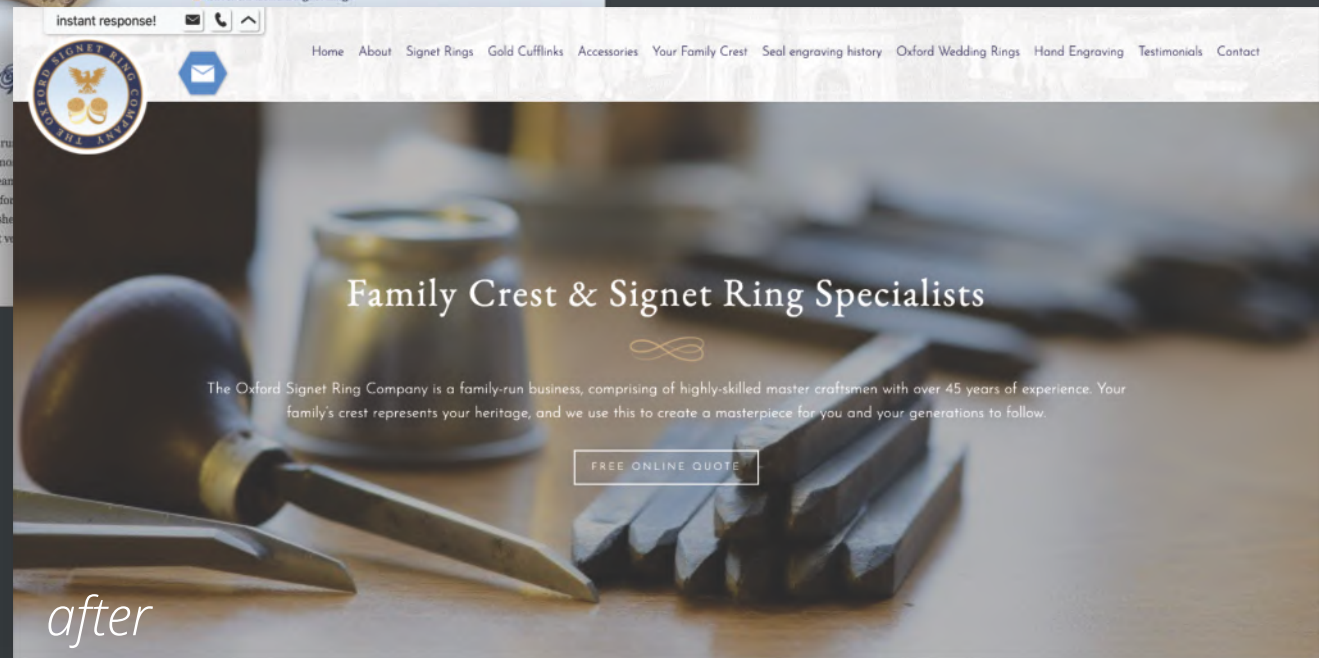 instant response!
THE OXFORD SIGNET RING COMPANY
Home About Signet Rings Gold Cufflinks Accessories Your Family Crest Seal engraving history Oxford Wedding Rings Hand Engraving Testimonials Contact
Family Crest & Signet Ring Specialists
The Oxford Signet Ring Company is a family-run business, comprising of highly-skilled master craftsmen with over 45 years of experience. Your
family's crest represents your heritage, and we use this to create a masterpiece for you and your generations to follow.
FREE ONLINE QUOTE
after